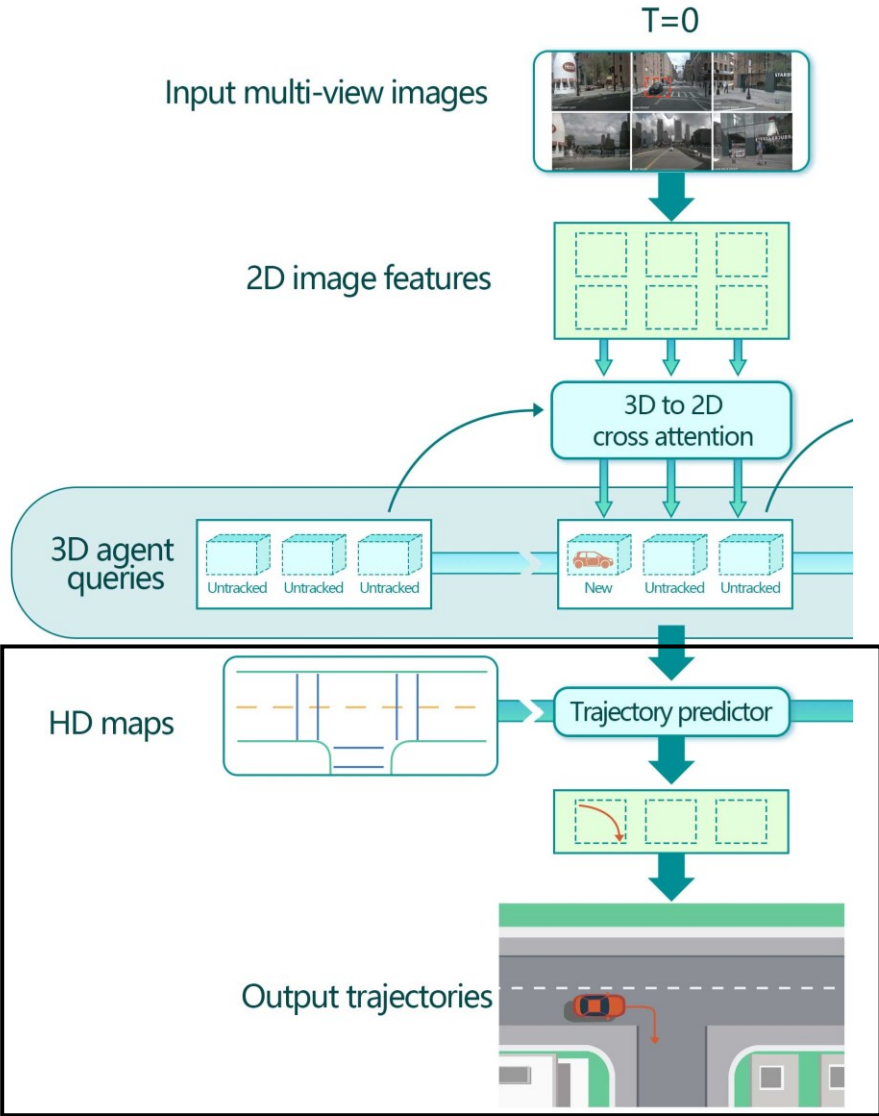 T=0
Input multi-view images
2D image features
3D to 2D
cross attention
3D agent
queries
Untracked
Untracked
Untracked
New
Untracked
Untracked
HD maps
Trajectory predictor
Output trajectories